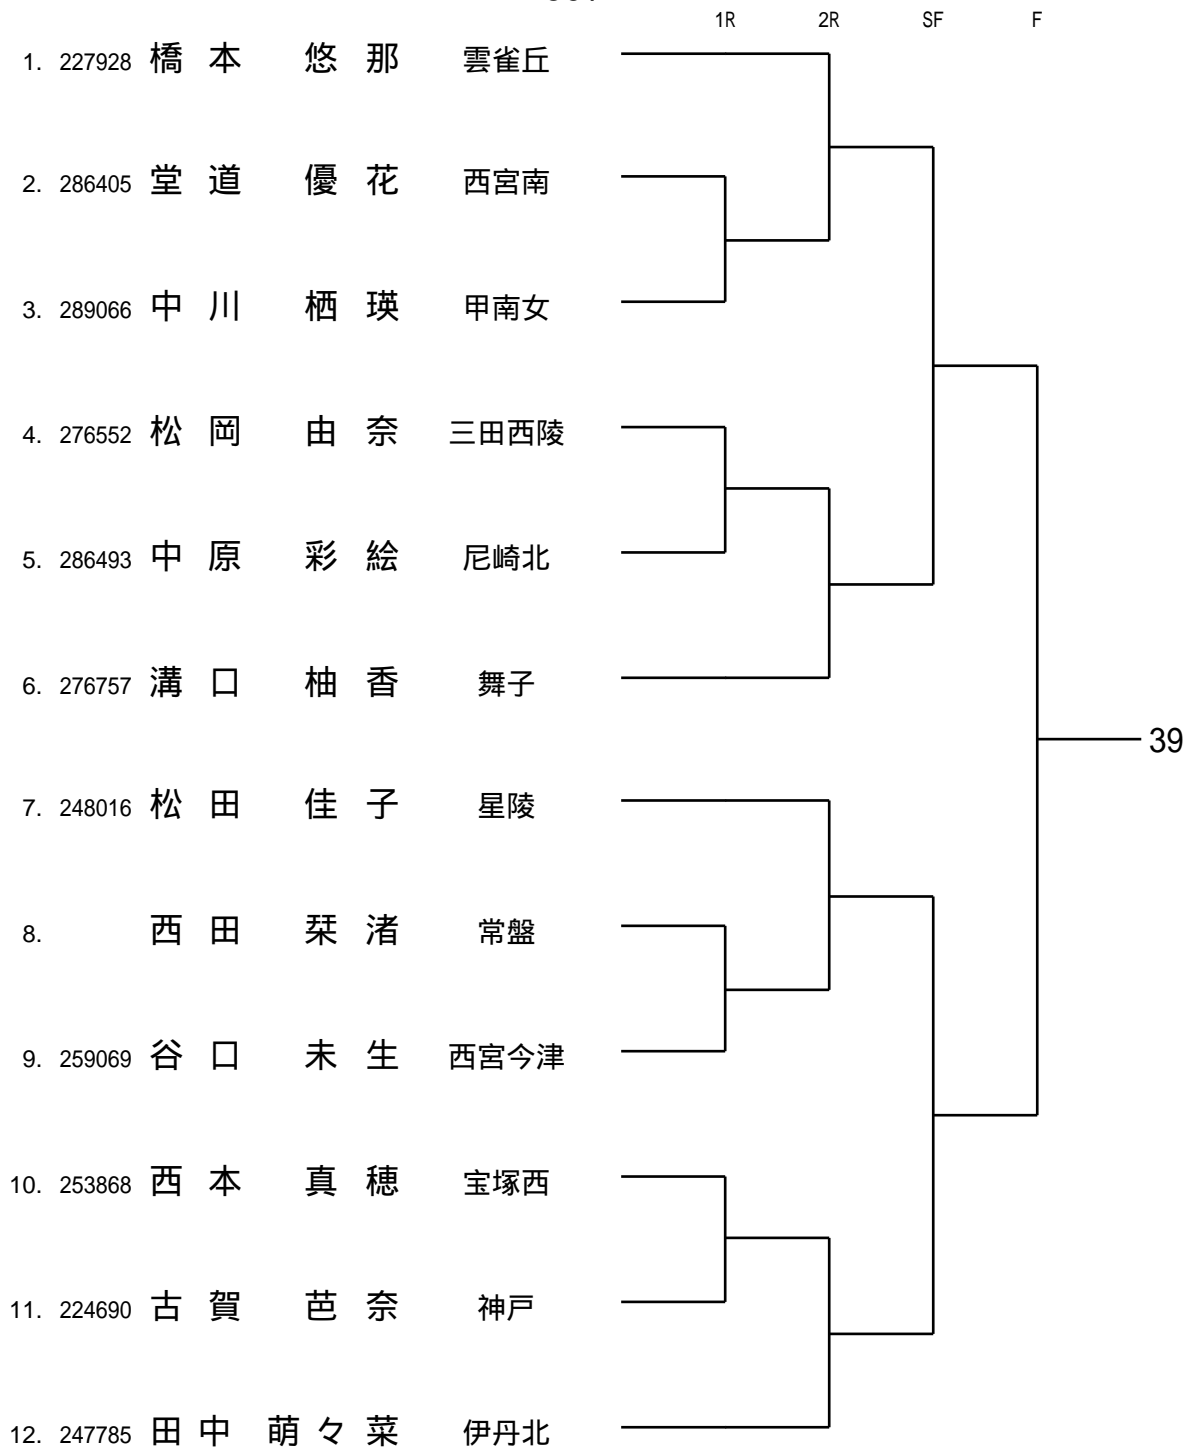 1R 2R SF F
1. 227928 橋本 悠那 雲雀丘
2. 286405 堂道 優花 西宮南
3. 289066 中川 栖瑛 甲南女
4. 276552 松岡 由奈 三田西陵
5. 286493 中原 彩絵 尼崎北
6. 276757 溝口 柚香 舞子
39
7. 248016 松田 佳子 星陵
8. 西田 栞渚 常盤
9. 259069 谷口 未生 西宮今津
10. 253868 西本 真穂 宝塚西
11. 224690 古賀 芭奈 神戸
12. 247785 田中 萌々菜 伊丹北